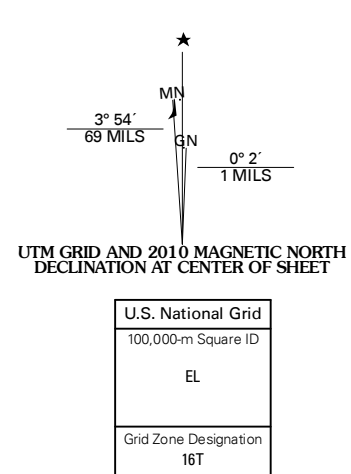 MN
3° 54´
69 MILS
GN
0° 2´
1 MILS
UTM GRID AND 2010 MAGNETIC NORTH
DECLINATION AT CENTER OF SHEET
U.S. National Grid
100,000-m Square ID
EL
Grid Zone Designation
16T